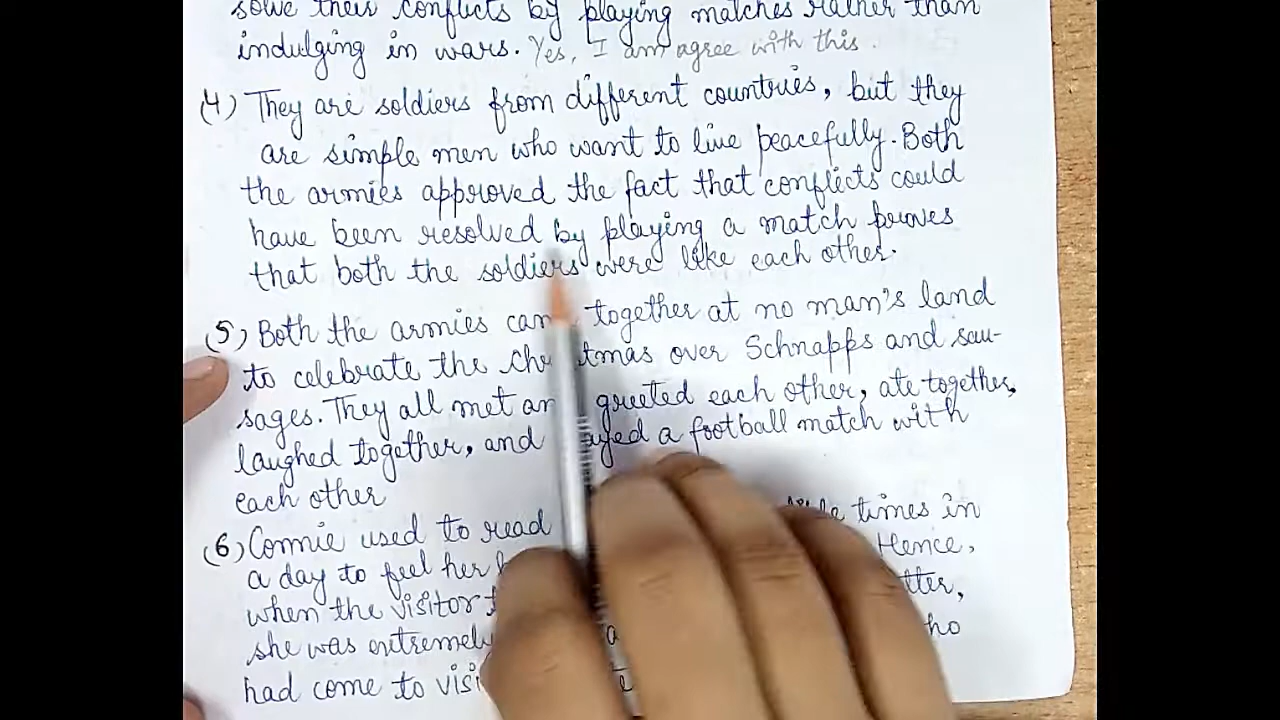 solve their conflicts by playing matches rather than
indulging in wars. Yes, I am agree with this.
(4) They are soldiers from different countries, but they
are simple men who want to live peacefully. Both
the armies approved the fact that conflicts could
have been resolved by playing a match proves
that both the soldiers were like each other.
(5) Both the armies together at no man's land
to celebrate the over Schnapps and sau-
sages. They all met greeted each other, ate together,
laughed together, and a football match with
each other
(6) Connie used to read times in
a day to feel her Hence,
when the visitor
she was extremely
had come to